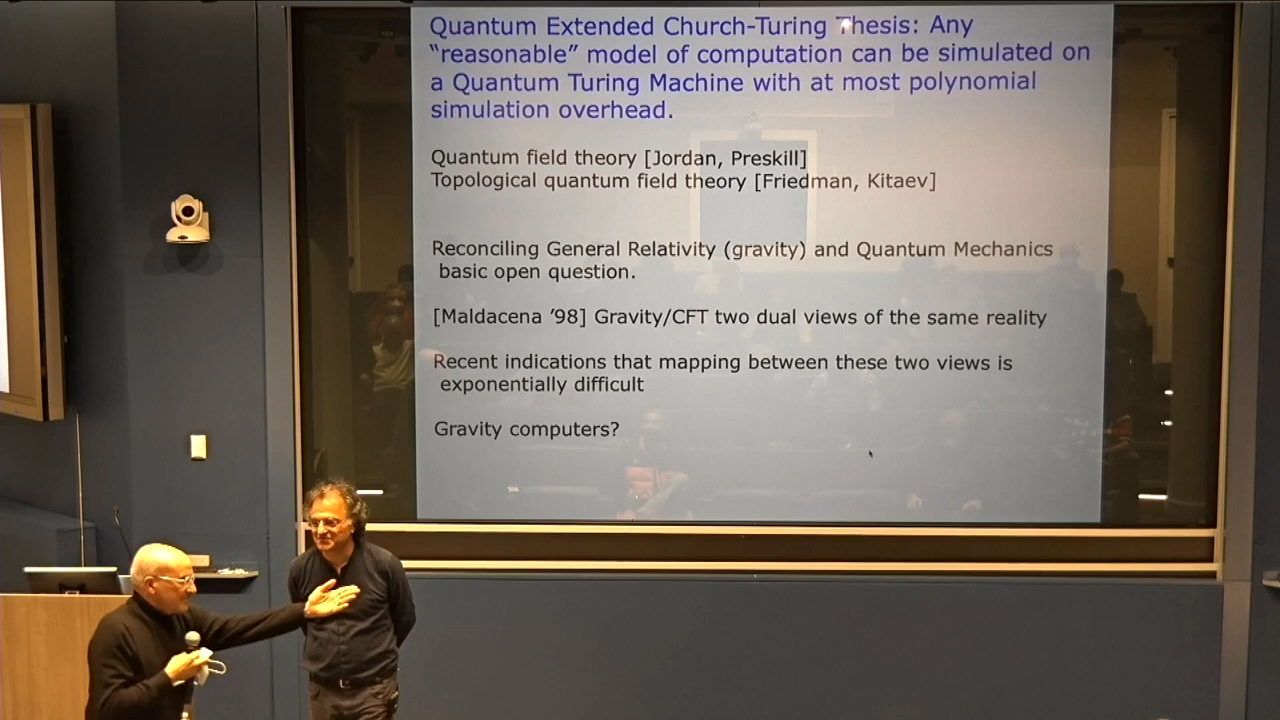 Quantum Extended Church-Turing Thesis: Any
“reasonable” model of computation can be simulated on
a Quantum Turing Machine with at most polynomial
simulation overhead.
Quantum field theory [Jordan, Preskill]
Topological quantum field theory [Friedman, Kitaev]
Reconciling General Relativity (gravity) and Quantum Mechanics
basic open question.
[Maldacena ’98] Gravity/CFT two dual views of the same reality
Recent indications that mapping between these two views is
exponentially difficult
Gravity computers?